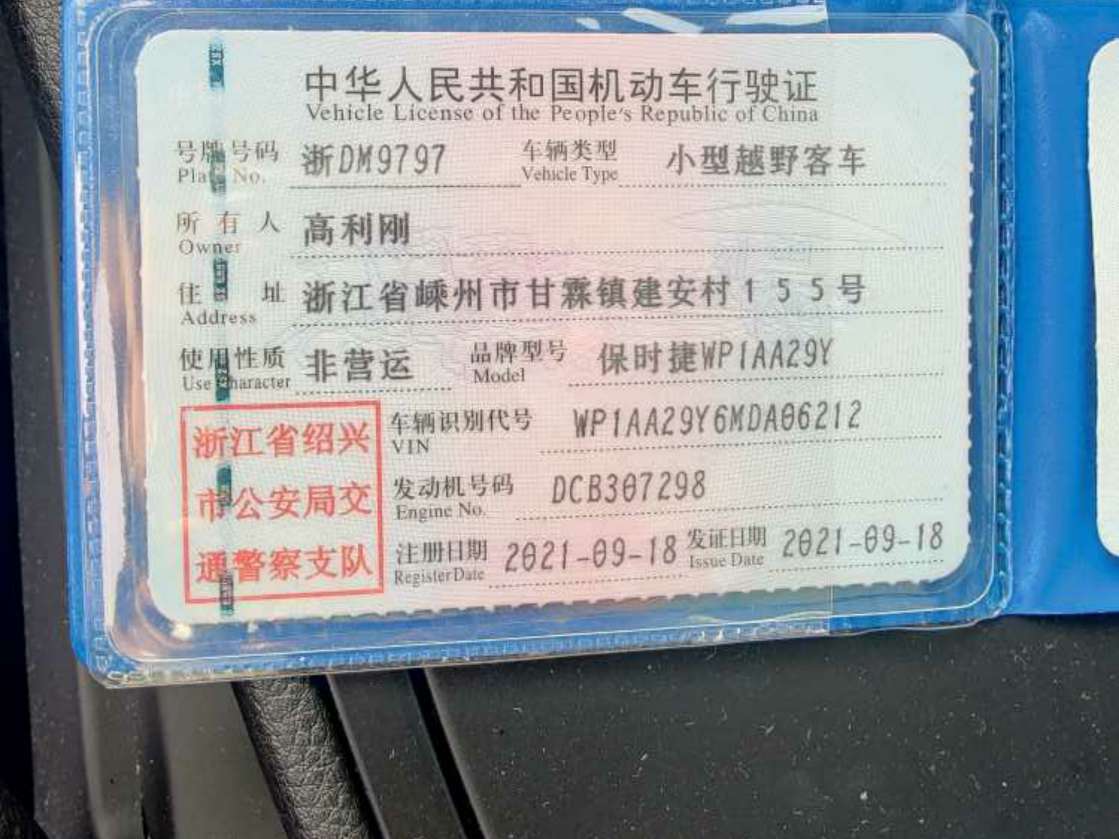 中华人民共和国机动车行驶证
Vehicle License of the People's Republic of China
号牌号码 浙DM9797 车辆类型 小型越野客车
Plate No. Vehicle Type
所有人 高利刚
Owner
住址 浙江省嵊州市甘霖镇建安村155号
Address
使用性质 非营运 品牌型号 保时捷WP1AA29Y
Use Character Model
浙江省绍兴
市公安局交
通警察支队
车辆识别代号 WP1AA29Y6MDA06212
VIN
发动机号码 DCB307298
Engine No.
注册日期 2021-09-18 发证日期 2021-09-18
Register Date Issue Date